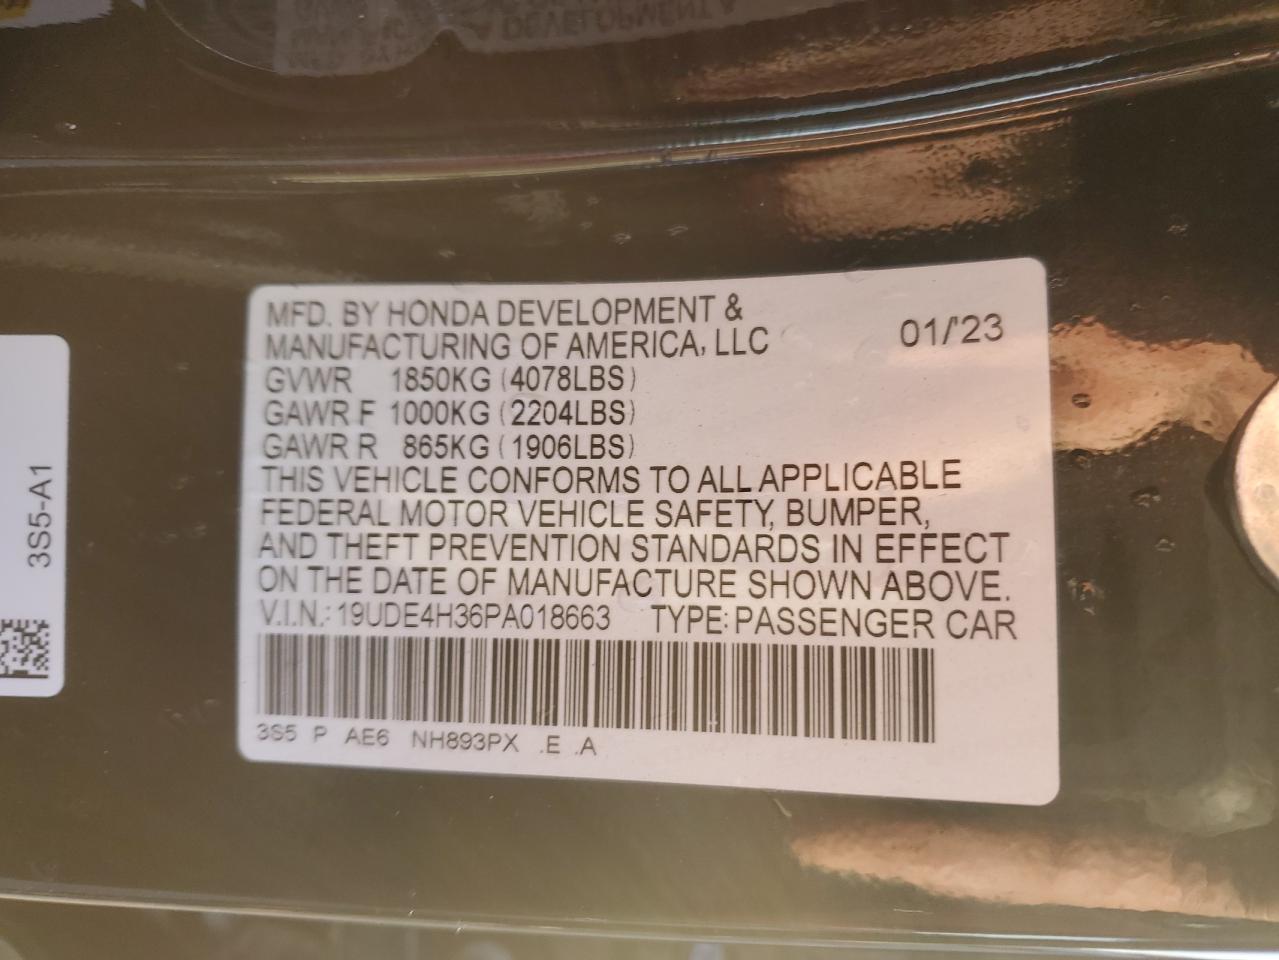 DEVELOPMENT &
MFD. BY HONDA DEVELOPMENT &
MANUFACTURING OF AMERICA, LLC 01/'23
GVWR 1850KG (4078LBS)
GAWR F 1000KG (2204LBS)
GAWR R 865KG (1906LBS)
THIS VEHICLE CONFORMS TO ALL APPLICABLE
FEDERAL MOTOR VEHICLE SAFETY, BUMPER,
AND THEFT PREVENTION STANDARDS IN EFFECT
ON THE DATE OF MANUFACTURE SHOWN ABOVE.
V.I.N.: 19UDE4H36PA018663 TYPE: PASSENGER CAR
3S5 P AE6 NH893PX .E .A
3S5-A1